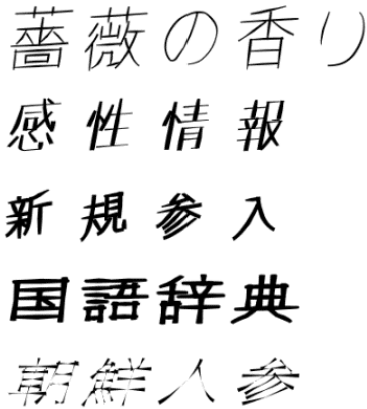 薔薇の香り
感性情報
新規参入
国語辞典
朝鮮人参